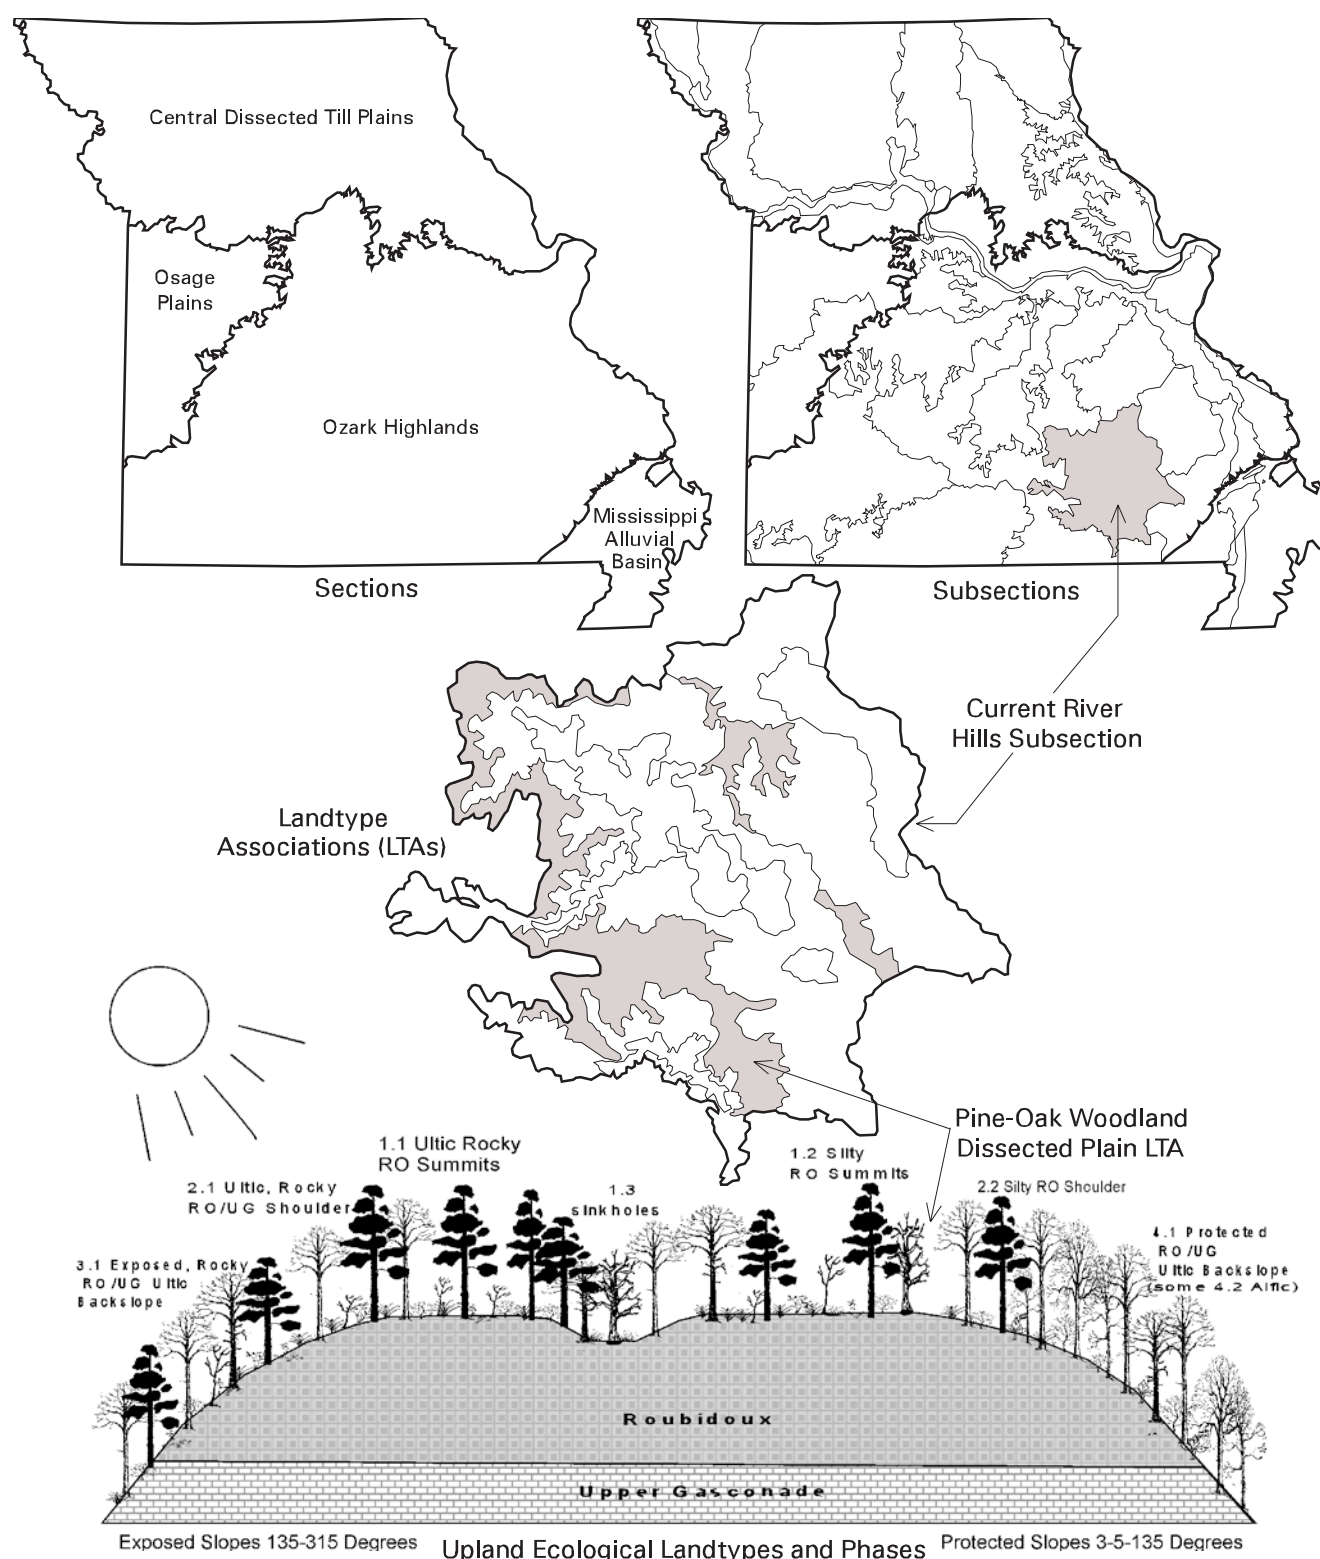 Central Dissected Till Plains
Osage
Plains
Ozark Highlands
Mississippi
Alluvial
Basin
Sections
Subsections
Current River
Hills Subsection
Landtype
Associations (LTAs)
Pine-Oak Woodland
Dissected Plain LTA
1.1 Ultic Rocky
RO Summits
1.2 Silty
RO Summits
2.1 Ultic, Rocky
RO/UG Shoulder
1.3
sinkholes
2.2 Silty RO Shoulder
3.1 Exposed, Rocky
RO/UG Ultic
Backslope
4.1 Protected
RO/UG
Ultic Backslope
(some 4.2 Alfic)
Roubidoux
Upper Gasconade
Exposed Slopes 135-315 Degrees
Upland Ecological Landtypes and Phases
Protected Slopes 3-5-135 Degrees